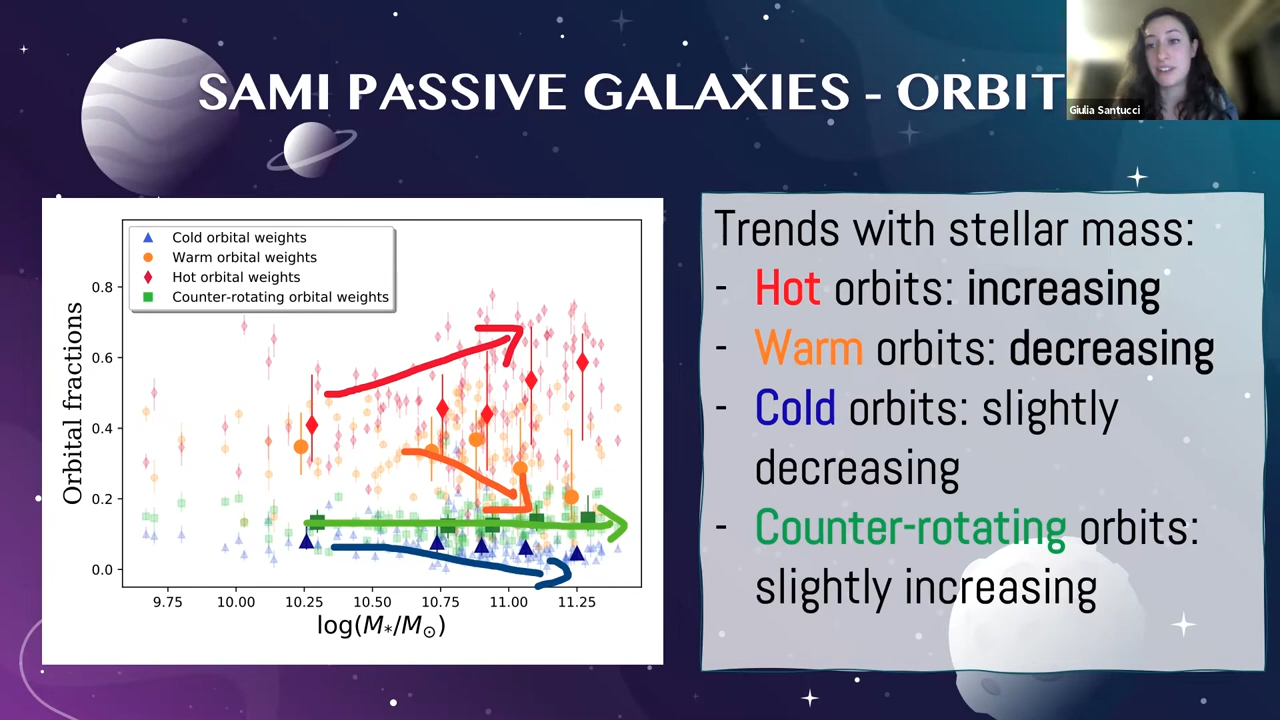 SAMI PASSIVE GALAXIES - ORBIT
Giulia Santucci
Cold orbital weights
Warm orbital weights
Hot orbital weights
Counter-rotating orbital weights
Orbital fractions
0.8
0.6
0.4
0.2
0.0
9.75 10.00 10.25 10.50 10.75 11.00 11.25
log(M*/M⊙)
Trends with stellar mass:
- Hot orbits: increasing
- Warm orbits: decreasing
- Cold orbits: slightly
decreasing
- Counter-rotating orbits:
slightly increasing